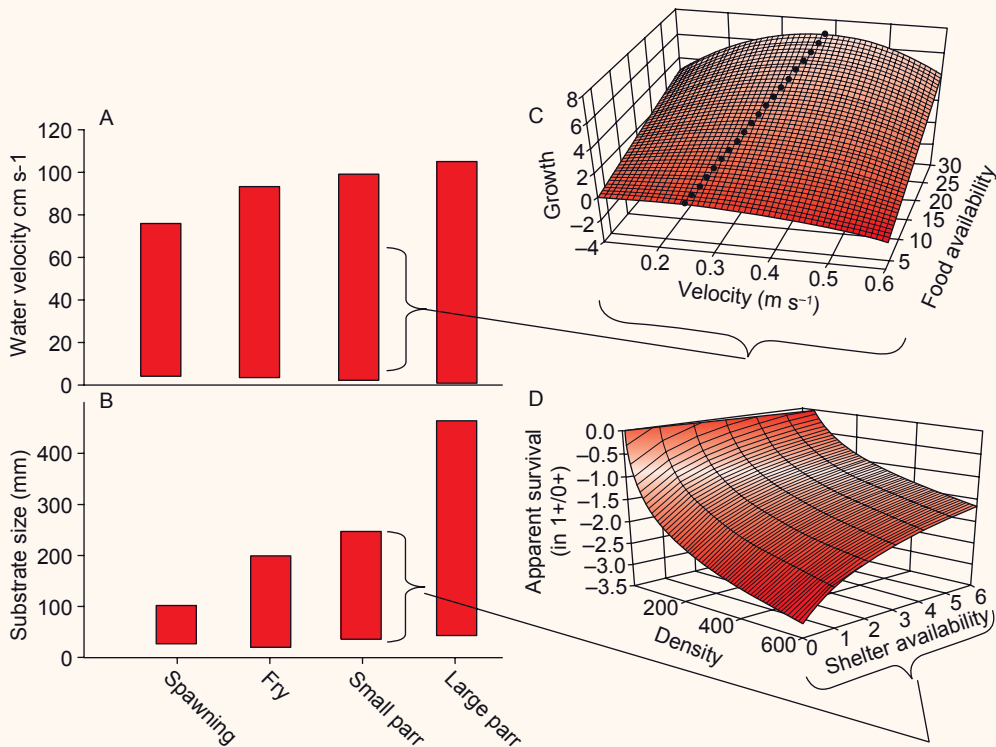 A
Water velocity cm s-1
120
100
80
60
40
20
0
B
Substrate size (mm)
400
300
200
100
0
Spawning
Fry
Small parr
Large parr
C
Growth
8
6
4
2
0
–2
–4
0.2
0.3
0.4
0.5
0.6
Velocity (m s⁻¹)
30
25
20
15
10
5
Food availability
D
Apparent survival
(in 1+/0+)
0.0
–0.5
–1.0
–1.5
–2.0
–2.5
–3.0
–3.5
200
400
600
Density
0
1
2
3
4
5
6
Shelter availability